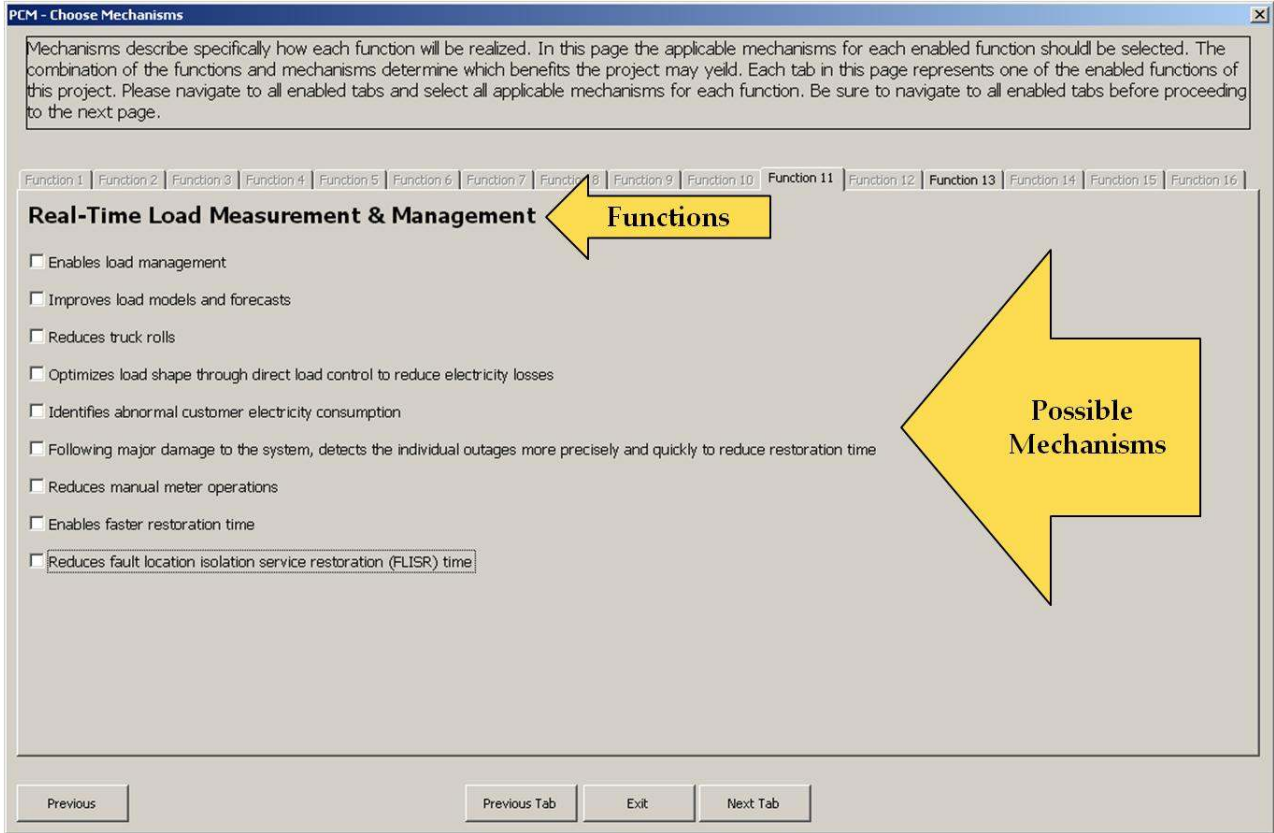 PCM - Choose Mechanisms
Mechanisms describe specifically how each function will be realized. In this page the applicable mechanisms for each enabled function shouldl be selected. The
combination of the functions and mechanisms determine which benefits the project may yeild. Each tab in this page represents one of the enabled functions of
this project. Please navigate to all enabled tabs and select all applicable mechanisms for each function. Be sure to navigate to all enabled tabs before proceeding
to the next page.
Function 1 Function 2 Function 3 Function 4 Function 5 Function 6 Function 7 Function 8 Function 9 Function 10 Function 11 Function 12 Function 13 Function 14 Function 15 Function 16
Real-Time Load Measurement & Management
Functions
Enables load management
Improves load models and forecasts
Reduces truck rolls
Optimizes load shape through direct load control to reduce electricity losses
Identifies abnormal customer electricity consumption
Following major damage to the system, detects the individual outages more precisely and quickly to reduce restoration time
Reduces manual meter operations
Enables faster restoration time
Reduces fault location isolation service restoration (FLISR) time
Possible
Mechanisms
Previous Previous Tab Exit Next Tab